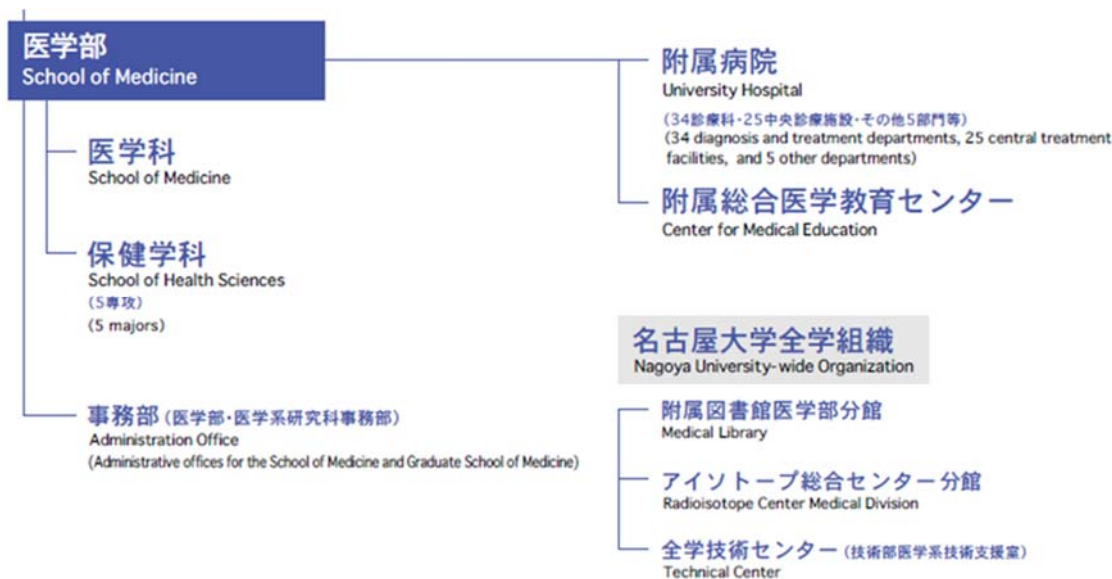 医学部
School of Medicine
医学科
School of Medicine
保健学科
School of Health Sciences
(5専攻)
(5 majors)
事務部(医学部・医学系研究科事務部)
Administration Office
(Administrative offices for the School of Medicine and Graduate School of Medicine)
附属病院
University Hospital
(34診療科・25中央診療施設・その他5部門等)
(34 diagnosis and treatment departments, 25 central treatment
facilities, and 5 other departments)
附属総合医学教育センター
Center for Medical Education
名古屋大学全学組織
Nagoya University-wide Organization
附属図書館医学部分館
Medical Library
アイソトープ総合センター分館
Radioisotope Center Medical Division
全学技術センター(技術部医学系技術支援室)
Technical Center